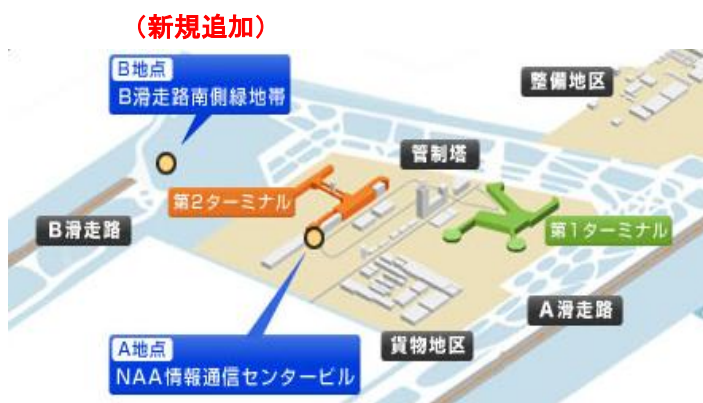 （新規追加）
B地点
B滑走路南側緑地帯
整備地区
管制塔
第2ターミナル
B滑走路
第1ターミナル
A滑走路
貨物地区
A地点
NAA情報通信センタービル